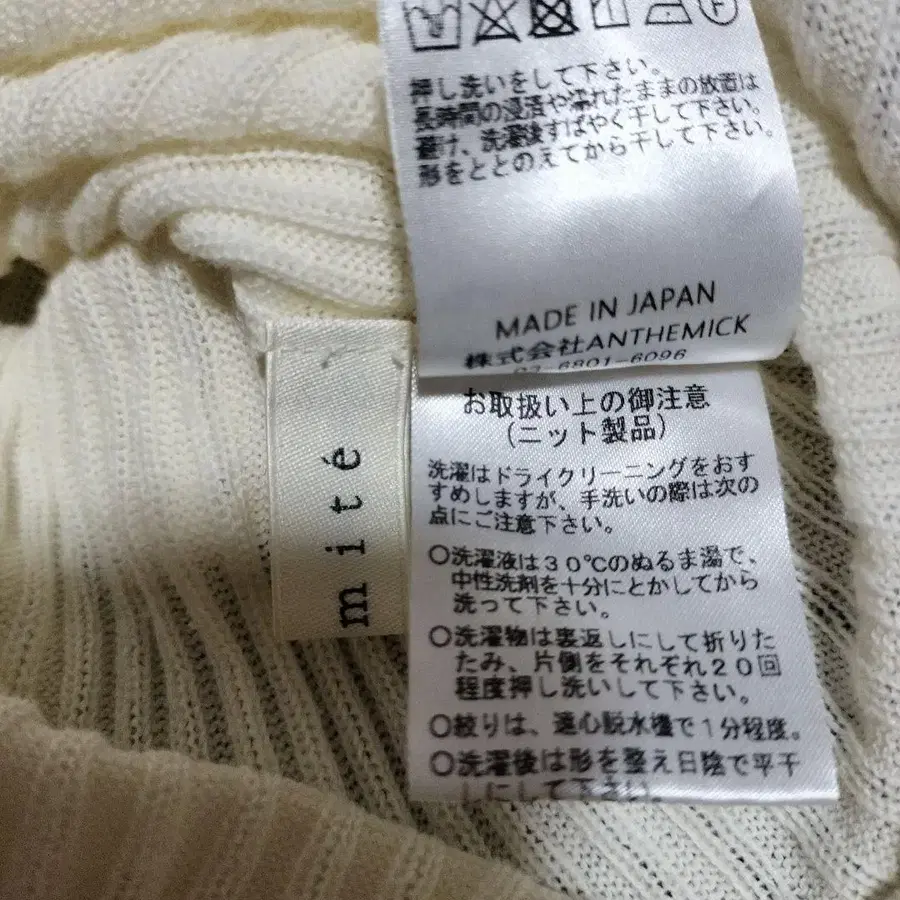 押し洗いをして下さい。
長時間の浸済や濡れたままの放置は
避け、洗濯後すばやく干して下さい。
形をととのえてから干して下さい。
MADE IN JAPAN
株式会社ANTHEMICK
03-6801-6096
mité
お取扱い上の御注意
(ニット製品)
洗濯はドライクリーニングをおす
すめしますが、手洗いの際は次の
点にご注意下さい。
○洗濯液は30℃のぬるま湯で、
中性洗剤を十分にとかしてから
洗って下さい。
○洗濯物は裏返しにして折りた
たみ、片側をそれぞれ20回
程度押し洗いして下さい。
○絞りは、遠心脱水機で1分程度。
○洗濯後は形を整え日陰で平干
しにして下さい。